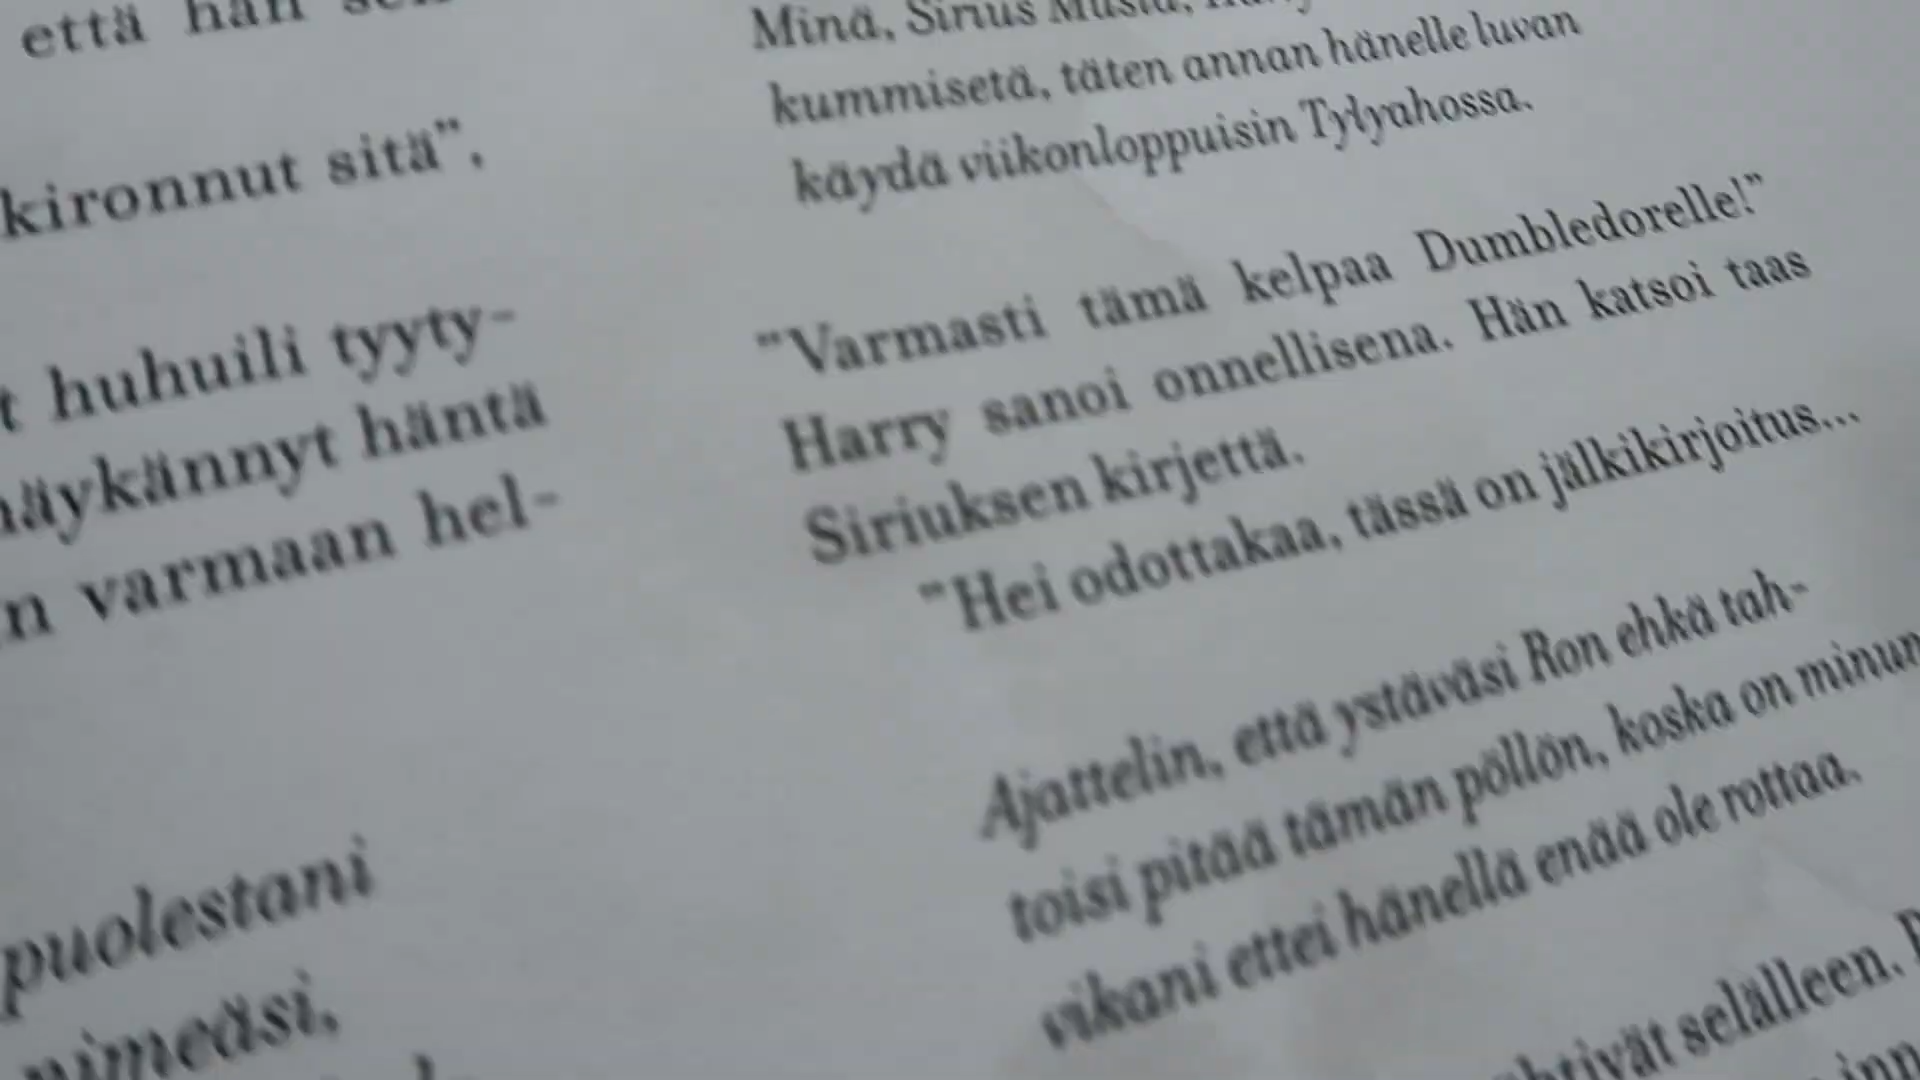 että hän
kironnut sitä”,
huhuili tyyty-
näykännyt häntä
varmaan hel-
puolestani
nimeäsi,
Minä, Sirius Musta,
kummisetä, täten annan hänelle luvan
käydä viikonloppuisin Tylyahossa.
”Varmasti tämä kelpaa Dumbledorelle!”
Harry sanoi onnellisena. Hän katsoi taas
Siriuksen kirjettä.
”Hei odottakaa, tässä on jälkikirjoitus...
Ajattelin, että ystäväsi Ron ehkä tah-
toisi pitää tämän pöllön, koska on minun
vikani ettei hänellä enää ole rottaa.
selälleen.